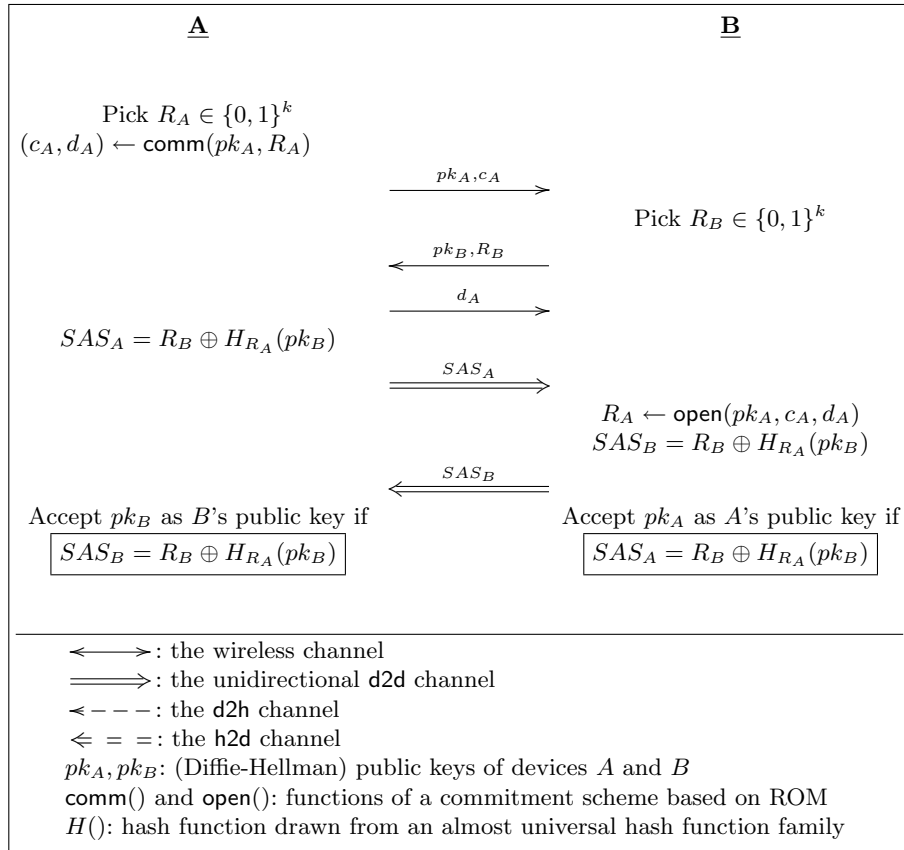 A
B
Pick R_A ∈ {0, 1}^k
(c_A, d_A) ← comm(pk_A, R_A)
pk_A, c_A
Pick R_B ∈ {0, 1}^k
pk_B, R_B
d_A
SAS_A = R_B ⊕ H_{R_A}(pk_B)
SAS_A
R_A ← open(pk_A, c_A, d_A)
SAS_B = R_B ⊕ H_{R_A}(pk_B)
SAS_B
Accept pk_B as B's public key if
SAS_B = R_B ⊕ H_{R_A}(pk_B)
Accept pk_A as A's public key if
SAS_A = R_B ⊕ H_{R_A}(pk_B)
: the wireless channel
: the unidirectional d2d channel
: the d2h channel
: the h2d channel
pk_A, pk_B: (Diffie-Hellman) public keys of devices A and B
comm() and open(): functions of a commitment scheme based on ROM
H(): hash function drawn from an almost universal hash function family